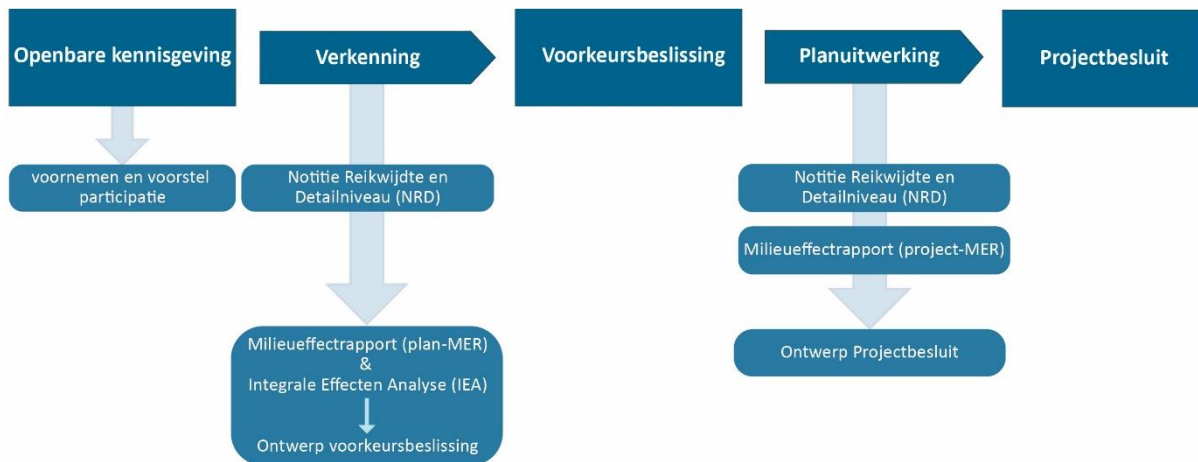 Openbare kennisgeving
Verkenning
Voorkeursbeslissing
Planuitwerking
Projectbesluit
voornemen en voorstel
participatie
Notitie Reikwijdte en
Detailniveau (NRD)
Milieueffectrapport (plan-MER)
&
Integrale Effecten Analyse (IEA)
Ontwerp voorkeursbeslissing
Notitie Reikwijdte en
Detailniveau (NRD)
Milieueffectrapport (project-MER)
Ontwerp Projectbesluit